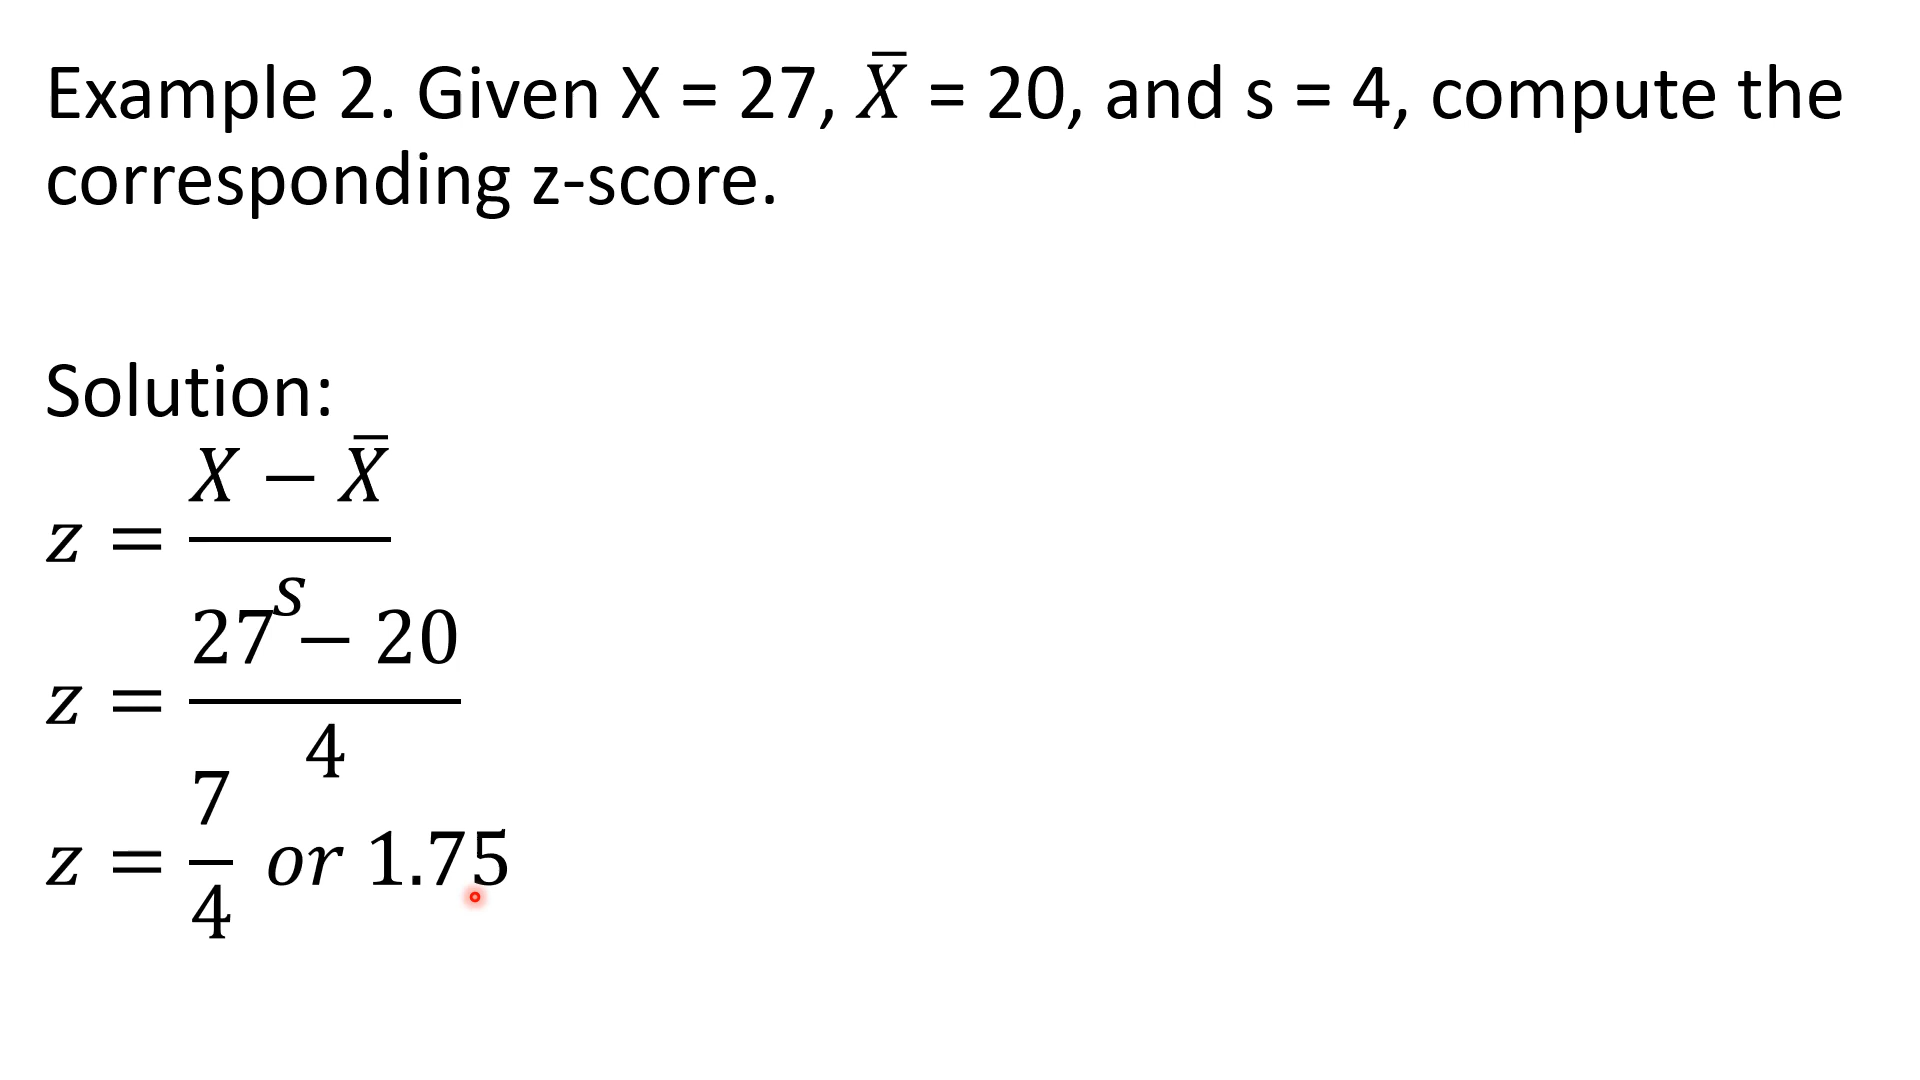 Example 2. Given X = 27, X̅ = 20, and s = 4, compute the
corresponding z-score.
Solution:
z = (X − X̅)/s
z = (27 − 20)/4
z = 7/4 or 1.75